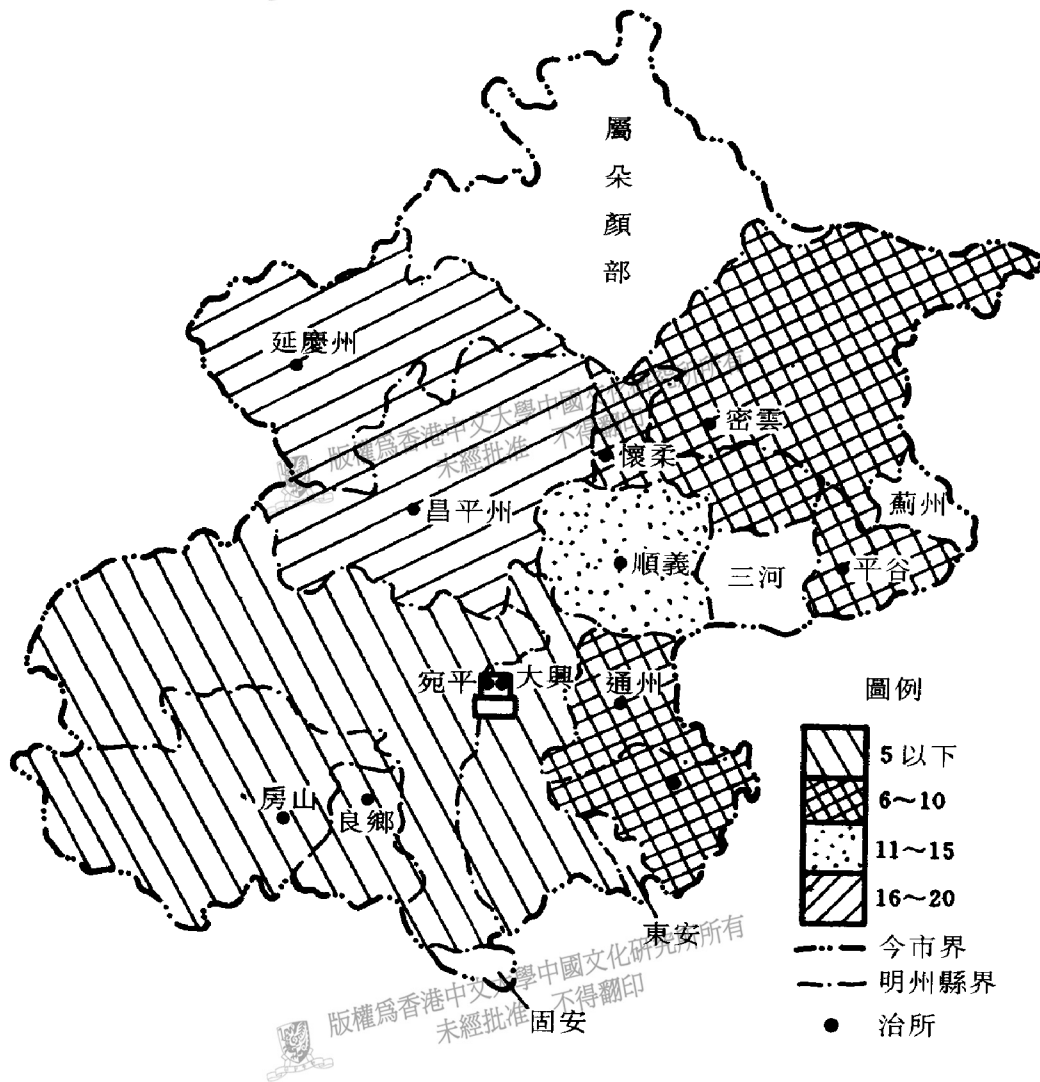 屬朵顏部
延慶州
密雲
懷柔
薊州
昌平州
順義
三河
平谷
宛平
大興
通州
房山
良鄉
東安
固安
圖例
5以下
6～10
11～15
16～20
今市界
明州縣界
治所
版權爲香港中文大學中國文化研究所所有
未經批准 不得翻印
版權爲香港中文大學中國文化研究所所有
未經批准 不得翻印